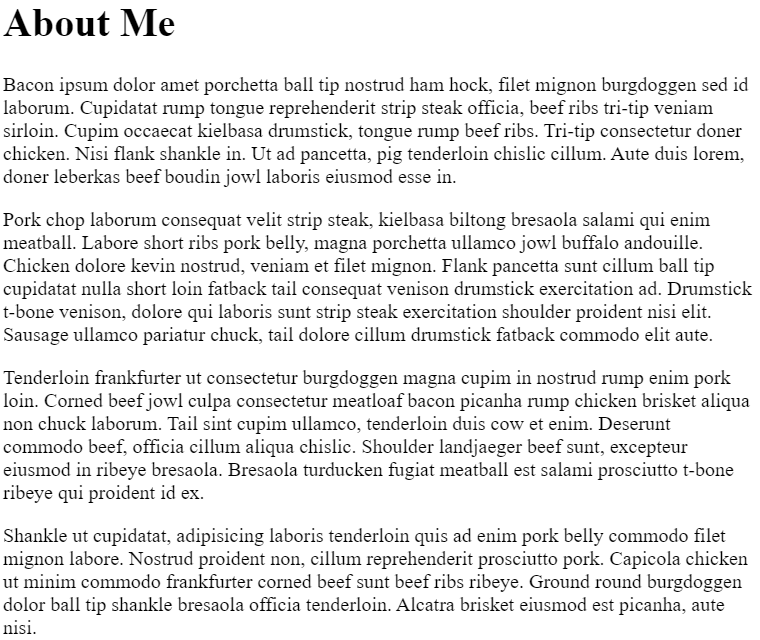 About Me
Bacon ipsum dolor amet porchetta ball tip nostrud ham hock, filet mignon burgdoggen sed id
laborum. Cupidatat rump tongue reprehenderit strip steak officia, beef ribs tri-tip veniam
sirloin. Cupim occaecat kielbasa drumstick, tongue rump beef ribs. Tri-tip consectetur doner
chicken. Nisi flank shankle in. Ut ad pancetta, pig tenderloin chislic cillum. Aute duis lorem,
doner leberkas beef boudin jowl laboris eiusmod esse in.
Pork chop laborum consequat velit strip steak, kielbasa biltong bresaola salami qui enim
meatball. Labore short ribs pork belly, magna porchetta ullamco jowl buffalo andouille.
Chicken dolore kevin nostrud, veniam et filet mignon. Flank pancetta sunt cillum ball tip
cupidatat nulla short loin fatback tail consequat venison drumstick exercitation ad. Drumstick
t-bone venison, dolore qui laboris sunt strip steak exercitation shoulder proident nisi elit.
Sausage ullamco pariatur chuck, tail dolore cillum drumstick fatback commodo elit aute.
Tenderloin frankfurter ut consectetur burgdoggen magna cupim in nostrud rump enim pork
loin. Corned beef jowl culpa consectetur meatloaf bacon picanha rump chicken brisket aliqua
non chuck laborum. Tail sint cupim ullamco, tenderloin duis cow et enim. Deserunt
commodo beef, officia cillum aliqua chislic. Shoulder landjaeger beef sunt, excepteur
eiusmod in ribeye bresaola. Bresaola turducken fugiat meatball est salami prosciutto t-bone
ribeye qui proident id ex.
Shankle ut cupidatat, adipisicing laboris tenderloin quis ad enim pork belly commodo filet
mignon labore. Nostrud proident non, cillum reprehenderit prosciutto pork. Capicola chicken
ut minim commodo frankfurter corned beef sunt beef ribs ribeye. Ground round burgdoggen
dolor ball tip shankle bresaola officia tenderloin. Alcatra brisket eiusmod est picanha, aute
nisi.